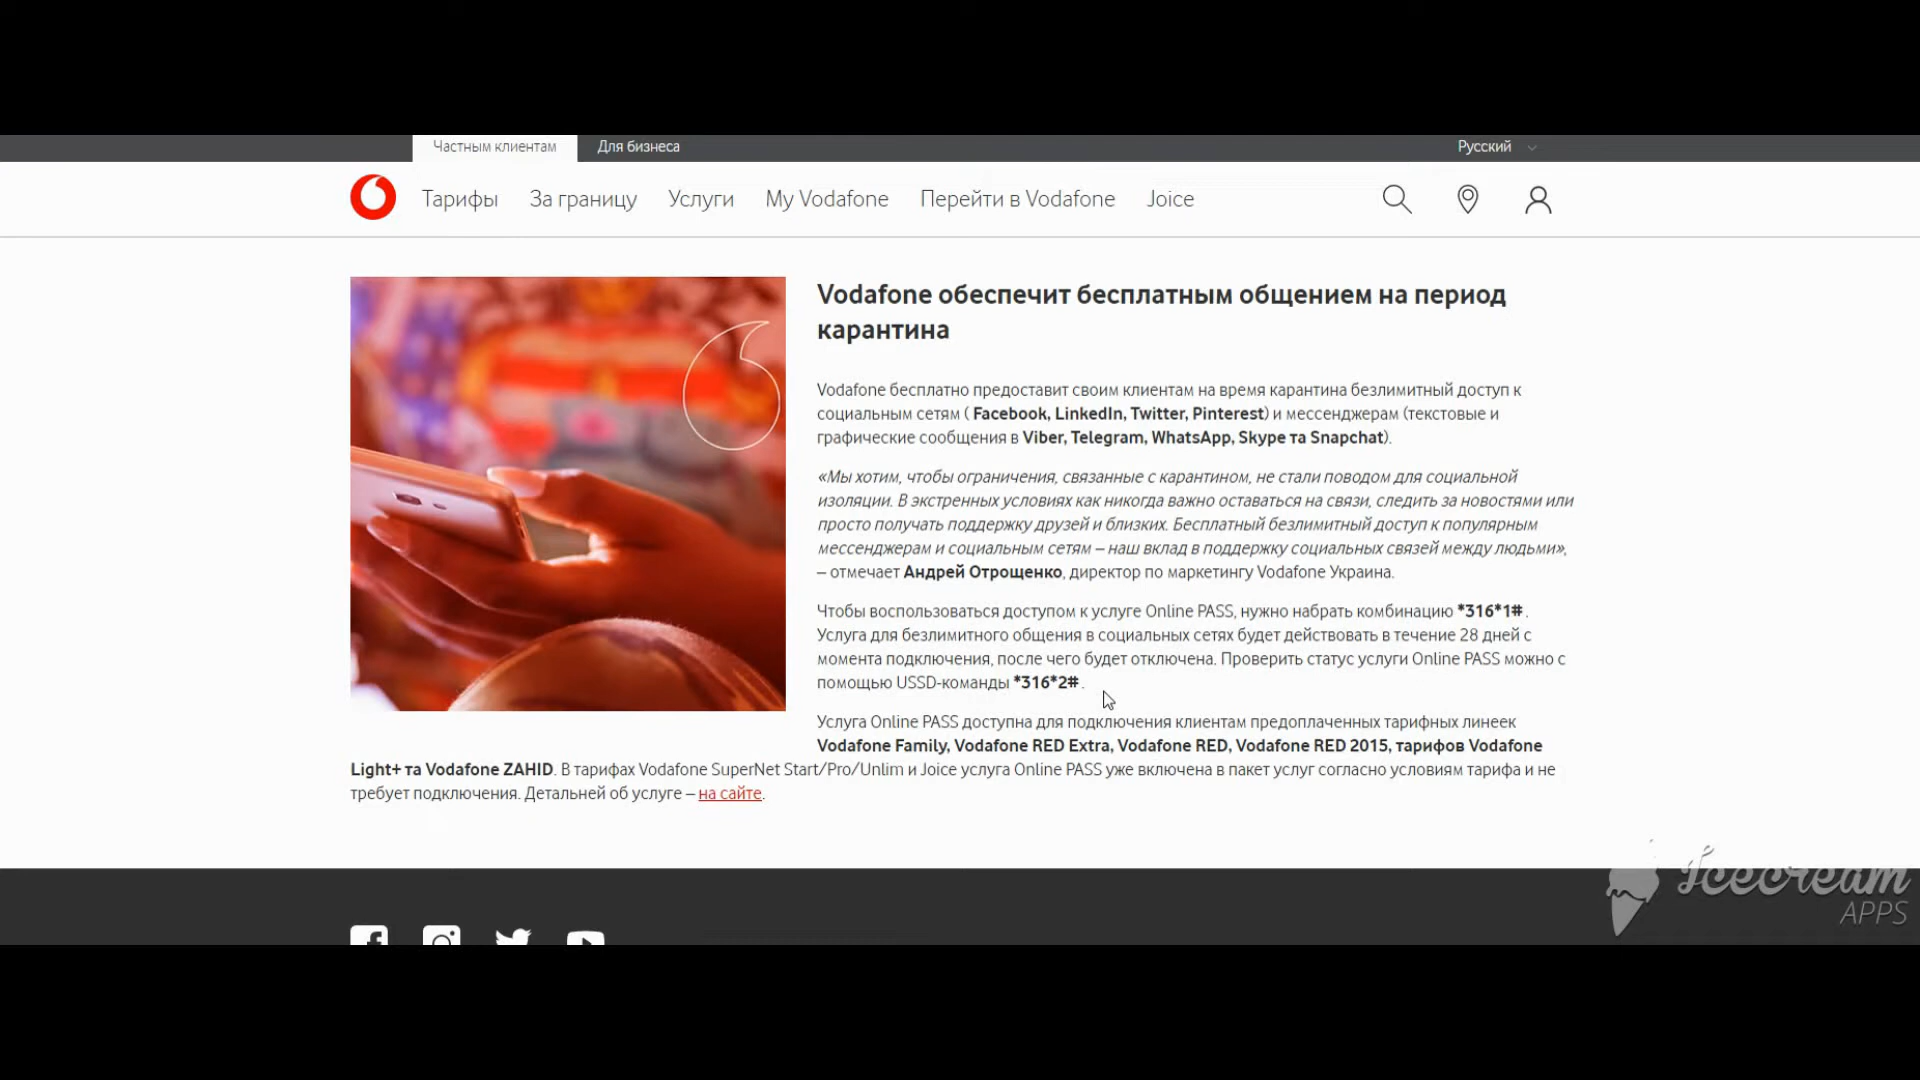 Частным клиентам
Для бизнеса
Русский
Тарифы
За границу
Услуги
My Vodafone
Перейти в Vodafone
Joice
Vodafone обеспечит бесплатным общением на период
карантина
Vodafone бесплатно предоставит своим клиентам на время карантина безлимитный доступ к
социальным сетям ( Facebook, LinkedIn, Twitter, Pinterest) и мессенджерам (текстовые и
графические сообщения в Viber, Telegram, WhatsApp, Skype та Snapchat).
«Мы хотим, чтобы ограничения, связанные с карантином, не стали поводом для социальной
изоляции. В экстренных условиях как никогда важно оставаться на связи, следить за новостями или
просто получать поддержку друзей и близких. Бесплатный безлимитный доступ к популярным
мессенджерам и социальным сетям – наш вклад в поддержку социальных связей между людьми»,
– отмечает Андрей Отрощенко, директор по маркетингу Vodafone Украина.
Чтобы воспользоваться доступом к услуге Online PASS, нужно набрать комбинацию *316*1# .
Услуга для безлимитного общения в социальных сетях будет действовать в течение 28 дней с
момента подключения, после чего будет отключена. Проверить статус услуги Online PASS можно с
помощью USSD-команды *316*2# .
Услуга Online PASS доступна для подключения клиентам предоплаченных тарифных линеек
Vodafone Family, Vodafone RED Extra, Vodafone RED, Vodafone RED 2015, тарифов Vodafone
Light+ та Vodafone ZAHID. В тарифах Vodafone SuperNet Start/Pro/Unlim и Joice услуга Online PASS уже включена в пакет услуг согласно условиям тарифа и не
требует подключения. Детальней об услуге – на сайте.
Icecream
APPS